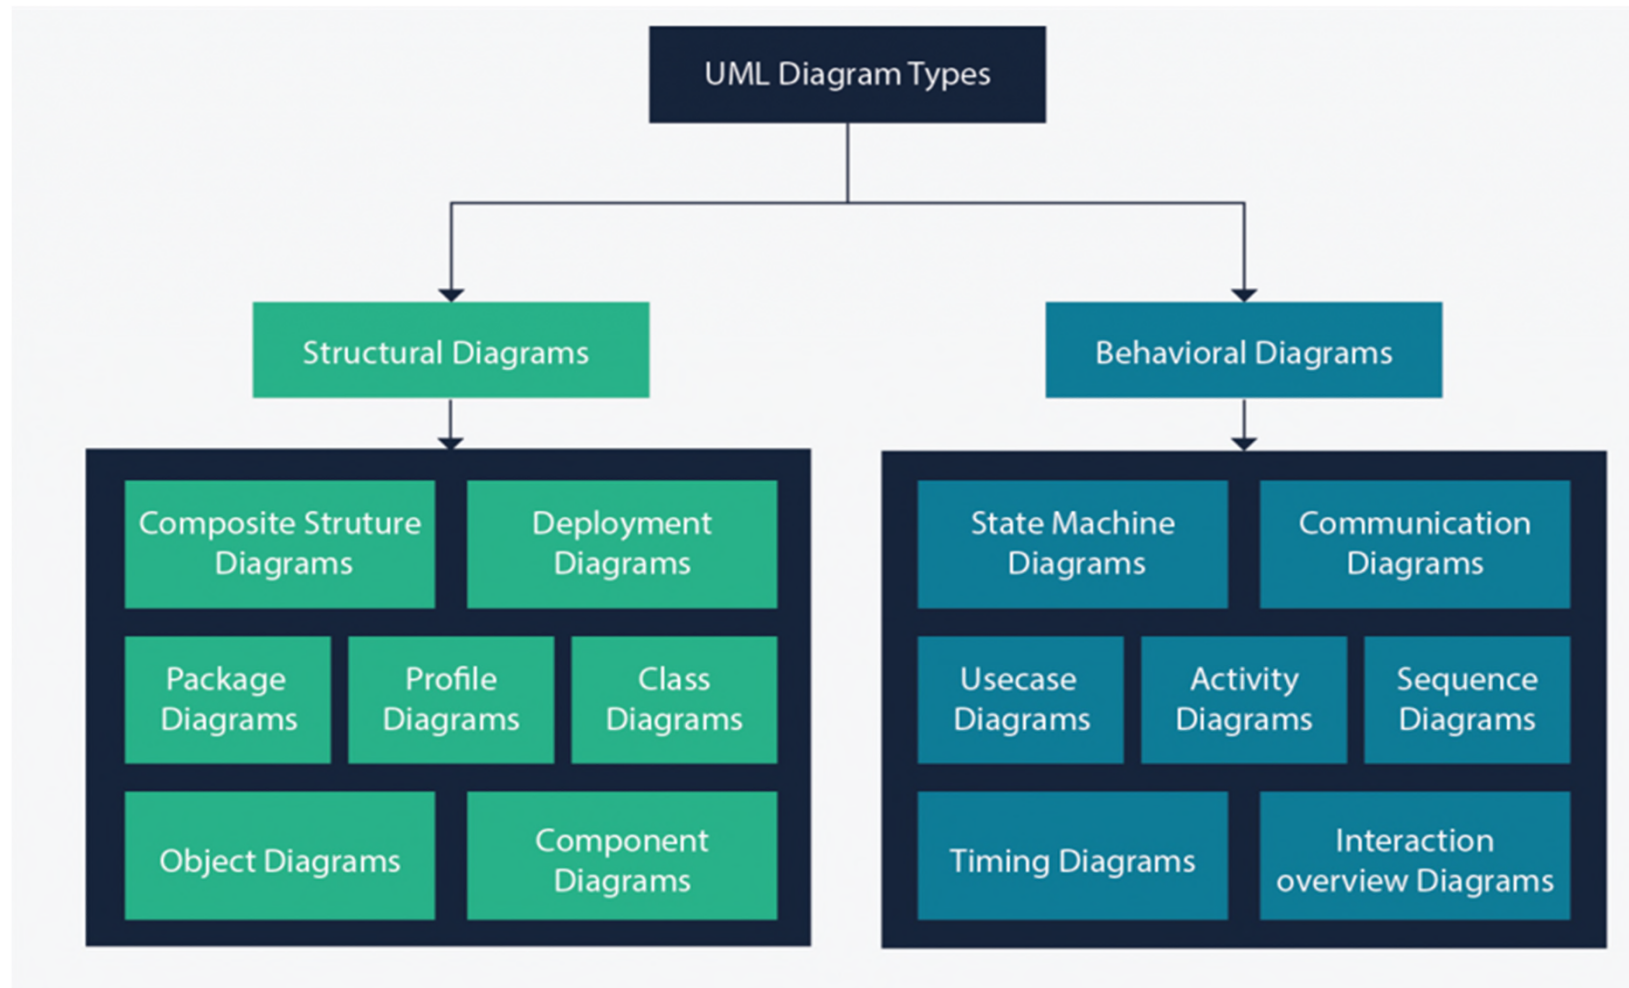 UML Diagram Types
Structural Diagrams
Behavioral Diagrams
Composite Struture
Diagrams
Deployment
Diagrams
Package
Diagrams
Profile
Diagrams
Class
Diagrams
Object Diagrams
Component
Diagrams
State Machine
Diagrams
Communication
Diagrams
Usecase
Diagrams
Activity
Diagrams
Sequence
Diagrams
Timing Diagrams
Interaction
overview Diagrams